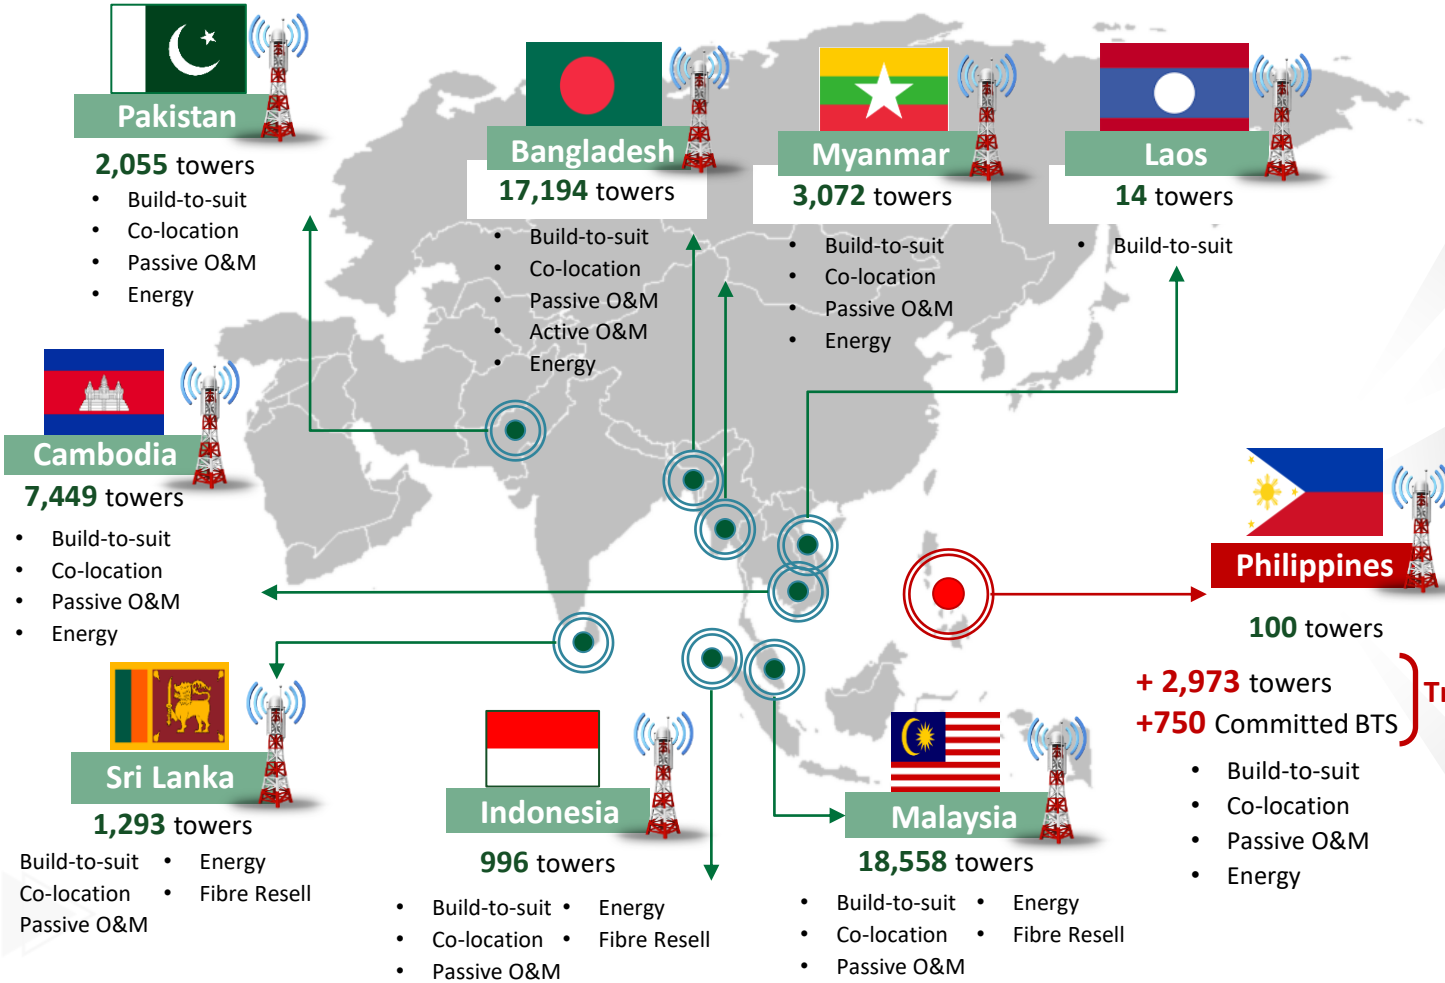 Pakistan
2,055 towers
• Build-to-suit
• Co-location
• Passive O&M
• Energy
Bangladesh
17,194 towers
• Build-to-suit
• Co-location
• Passive O&M
• Active O&M
• Energy
Myanmar
3,072 towers
• Build-to-suit
• Co-location
• Passive O&M
• Energy
Laos
14 towers
• Build-to-suit
Cambodia
7,449 towers
• Build-to-suit
• Co-location
• Passive O&M
• Energy
Philippines
100 towers
+ 2,973 towers
+750 Committed BTS
• Build-to-suit
• Co-location
• Passive O&M
• Energy
Sri Lanka
1,293 towers
Build-to-suit
Co-location
Passive O&M
• Energy
• Fibre Resell
Indonesia
996 towers
• Build-to-suit
• Co-location
• Passive O&M
• Energy
• Fibre Resell
Malaysia
18,558 towers
• Build-to-suit
• Co-location
• Passive O&M
• Energy
• Fibre Resell